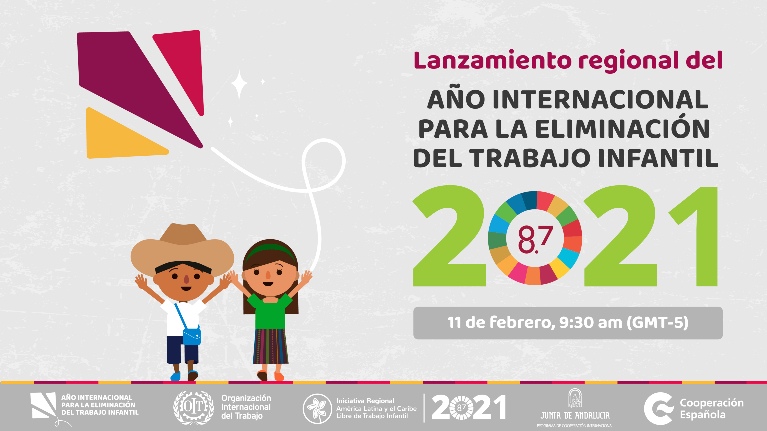 Lanzamiento regional del
AÑO INTERNACIONAL
PARA LA ELIMINACIÓN
DEL TRABAJO INFANTIL
2021
8.7
11 de febrero, 9:30 am (GMT-5)
AÑO INTERNACIONAL
PARA LA ELIMINACIÓN
DEL TRABAJO INFANTIL
OIT
Organización
Internacional
del Trabajo
Iniciativa Regional
América Latina y el Caribe
Libre de Trabajo Infantil
2021
8.7
JUNTA DE ANDALUCIA
Cooperación
Española